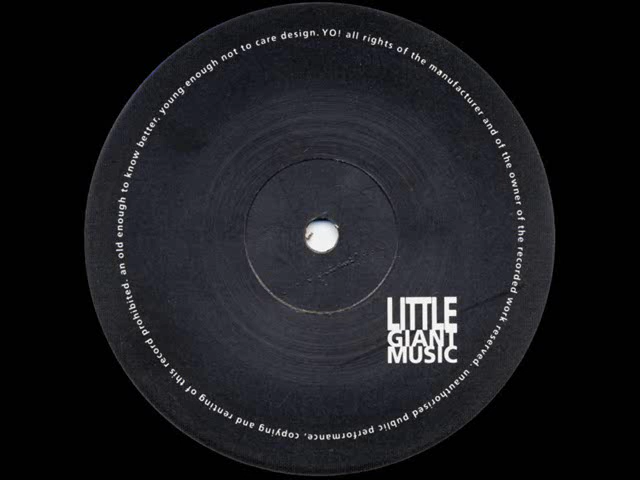 YO! all rights of the manufacturer and of the owner of the recorded work reserved. unauthorised public performance, copying and renting of this record prohibited. an old enough to know better. young enough not to care design.
LITTLE
GIANT
MUSIC